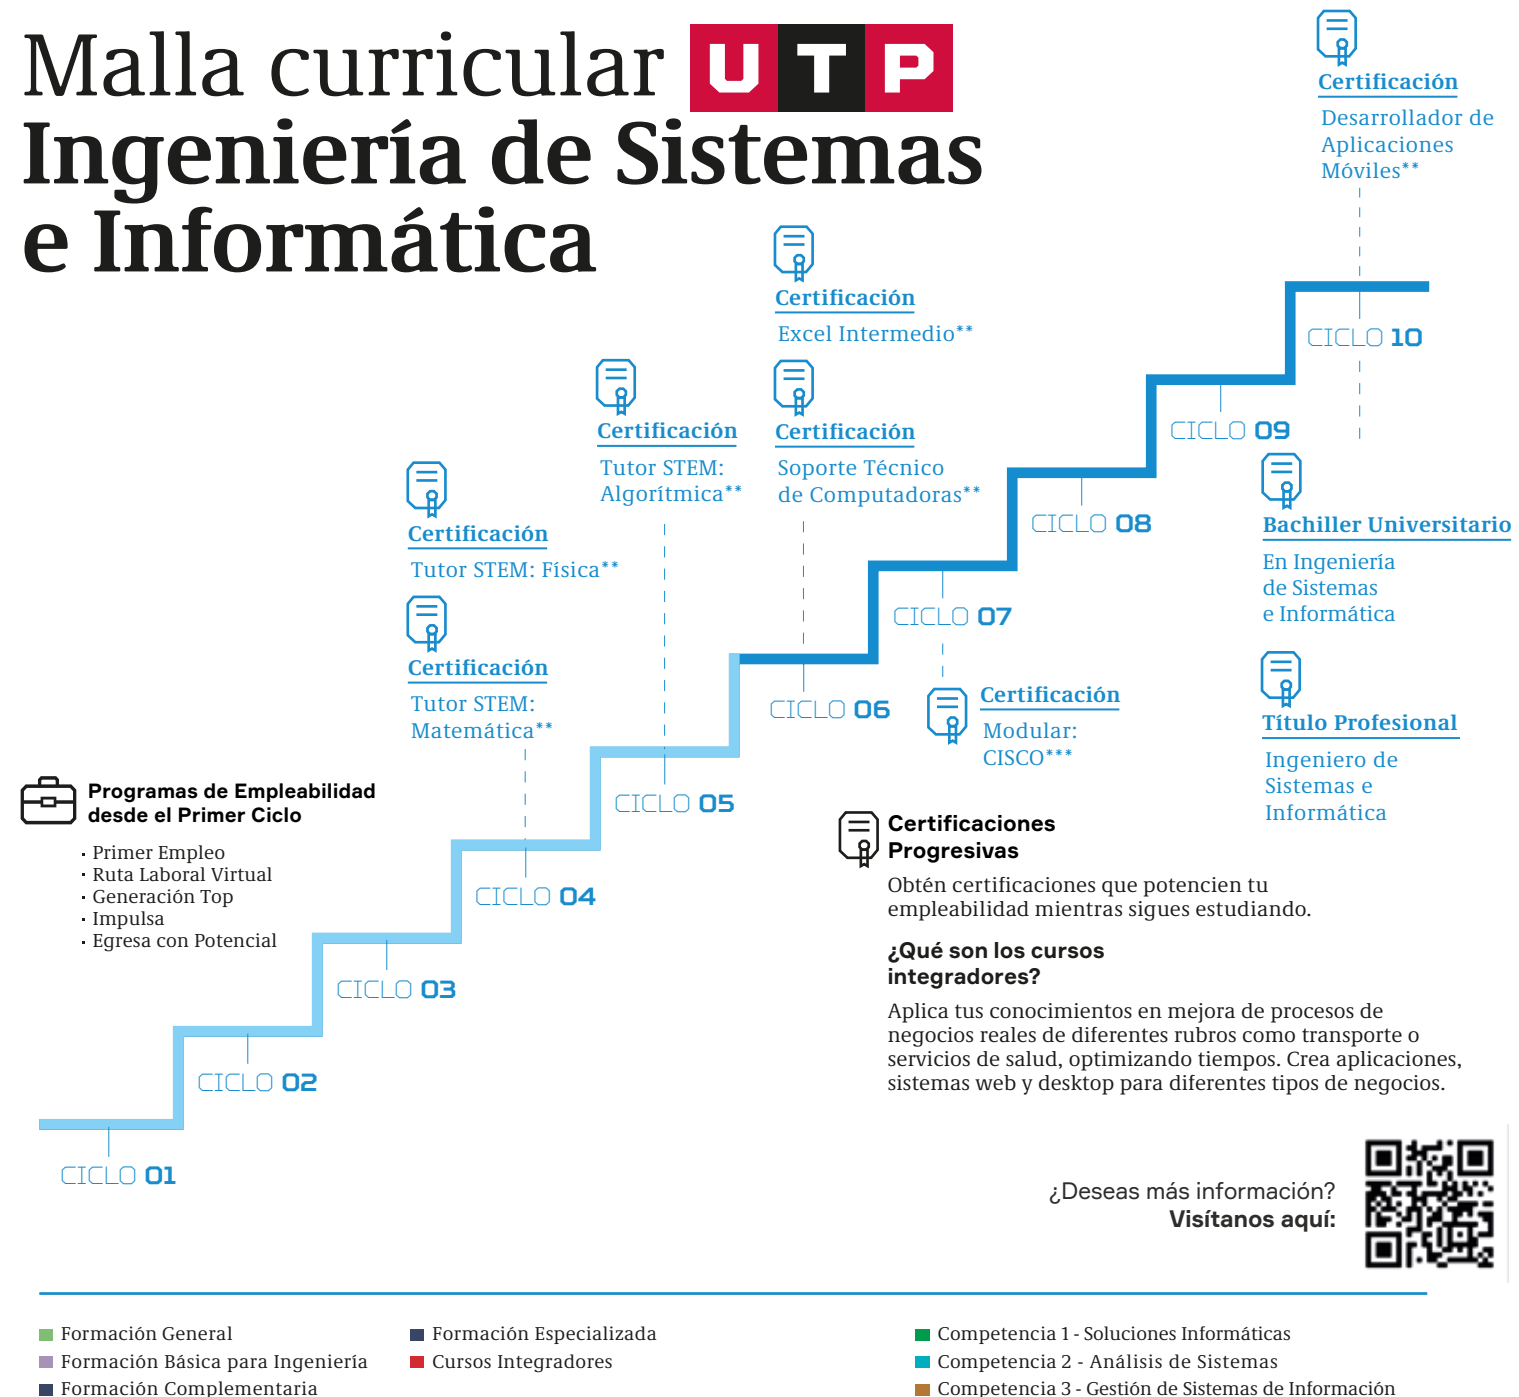 Malla curricular UTP
Ingeniería de Sistemas
e Informática
Certificación
Desarrollador de
Aplicaciones
Móviles**
Certificación
Excel Intermedio**
CICLO 10
Certificación
Tutor STEM:
Algorítmica**
Certificación
Soporte Técnico
de Computadoras**
CICLO 09
Certificación
Tutor STEM: Física**
CICLO 08
Bachiller Universitario
En Ingeniería
de Sistemas
e Informática
Certificación
Tutor STEM:
Matemática**
CICLO 07
CICLO 06
Certificación
Modular:
CISCO***
Título Profesional
Ingeniero de
Sistemas e
Informática
Programas de Empleabilidad
desde el Primer Ciclo
· Primer Empleo
· Ruta Laboral Virtual
· Generación Top
· Impulsa
· Egresa con Potencial
CICLO 05
CICLO 04
CICLO 03
CICLO 02
CICLO 01
Certificaciones
Progresivas
Obtén certificaciones que potencien tu
empleabilidad mientras sigues estudiando.
¿Qué son los cursos
integradores?
Aplica tus conocimientos en mejora de procesos de
negocios reales de diferentes rubros como transporte o
servicios de salud, optimizando tiempos. Crea aplicaciones,
sistemas web y desktop para diferentes tipos de negocios.
¿Deseas más información?
Visítanos aquí:
Formación General
Formación Básica para Ingeniería
Formación Complementaria
Formación Especializada
Cursos Integradores
Competencia 1 - Soluciones Informáticas
Competencia 2 - Análisis de Sistemas
Competencia 3 - Gestión de Sistemas de Información